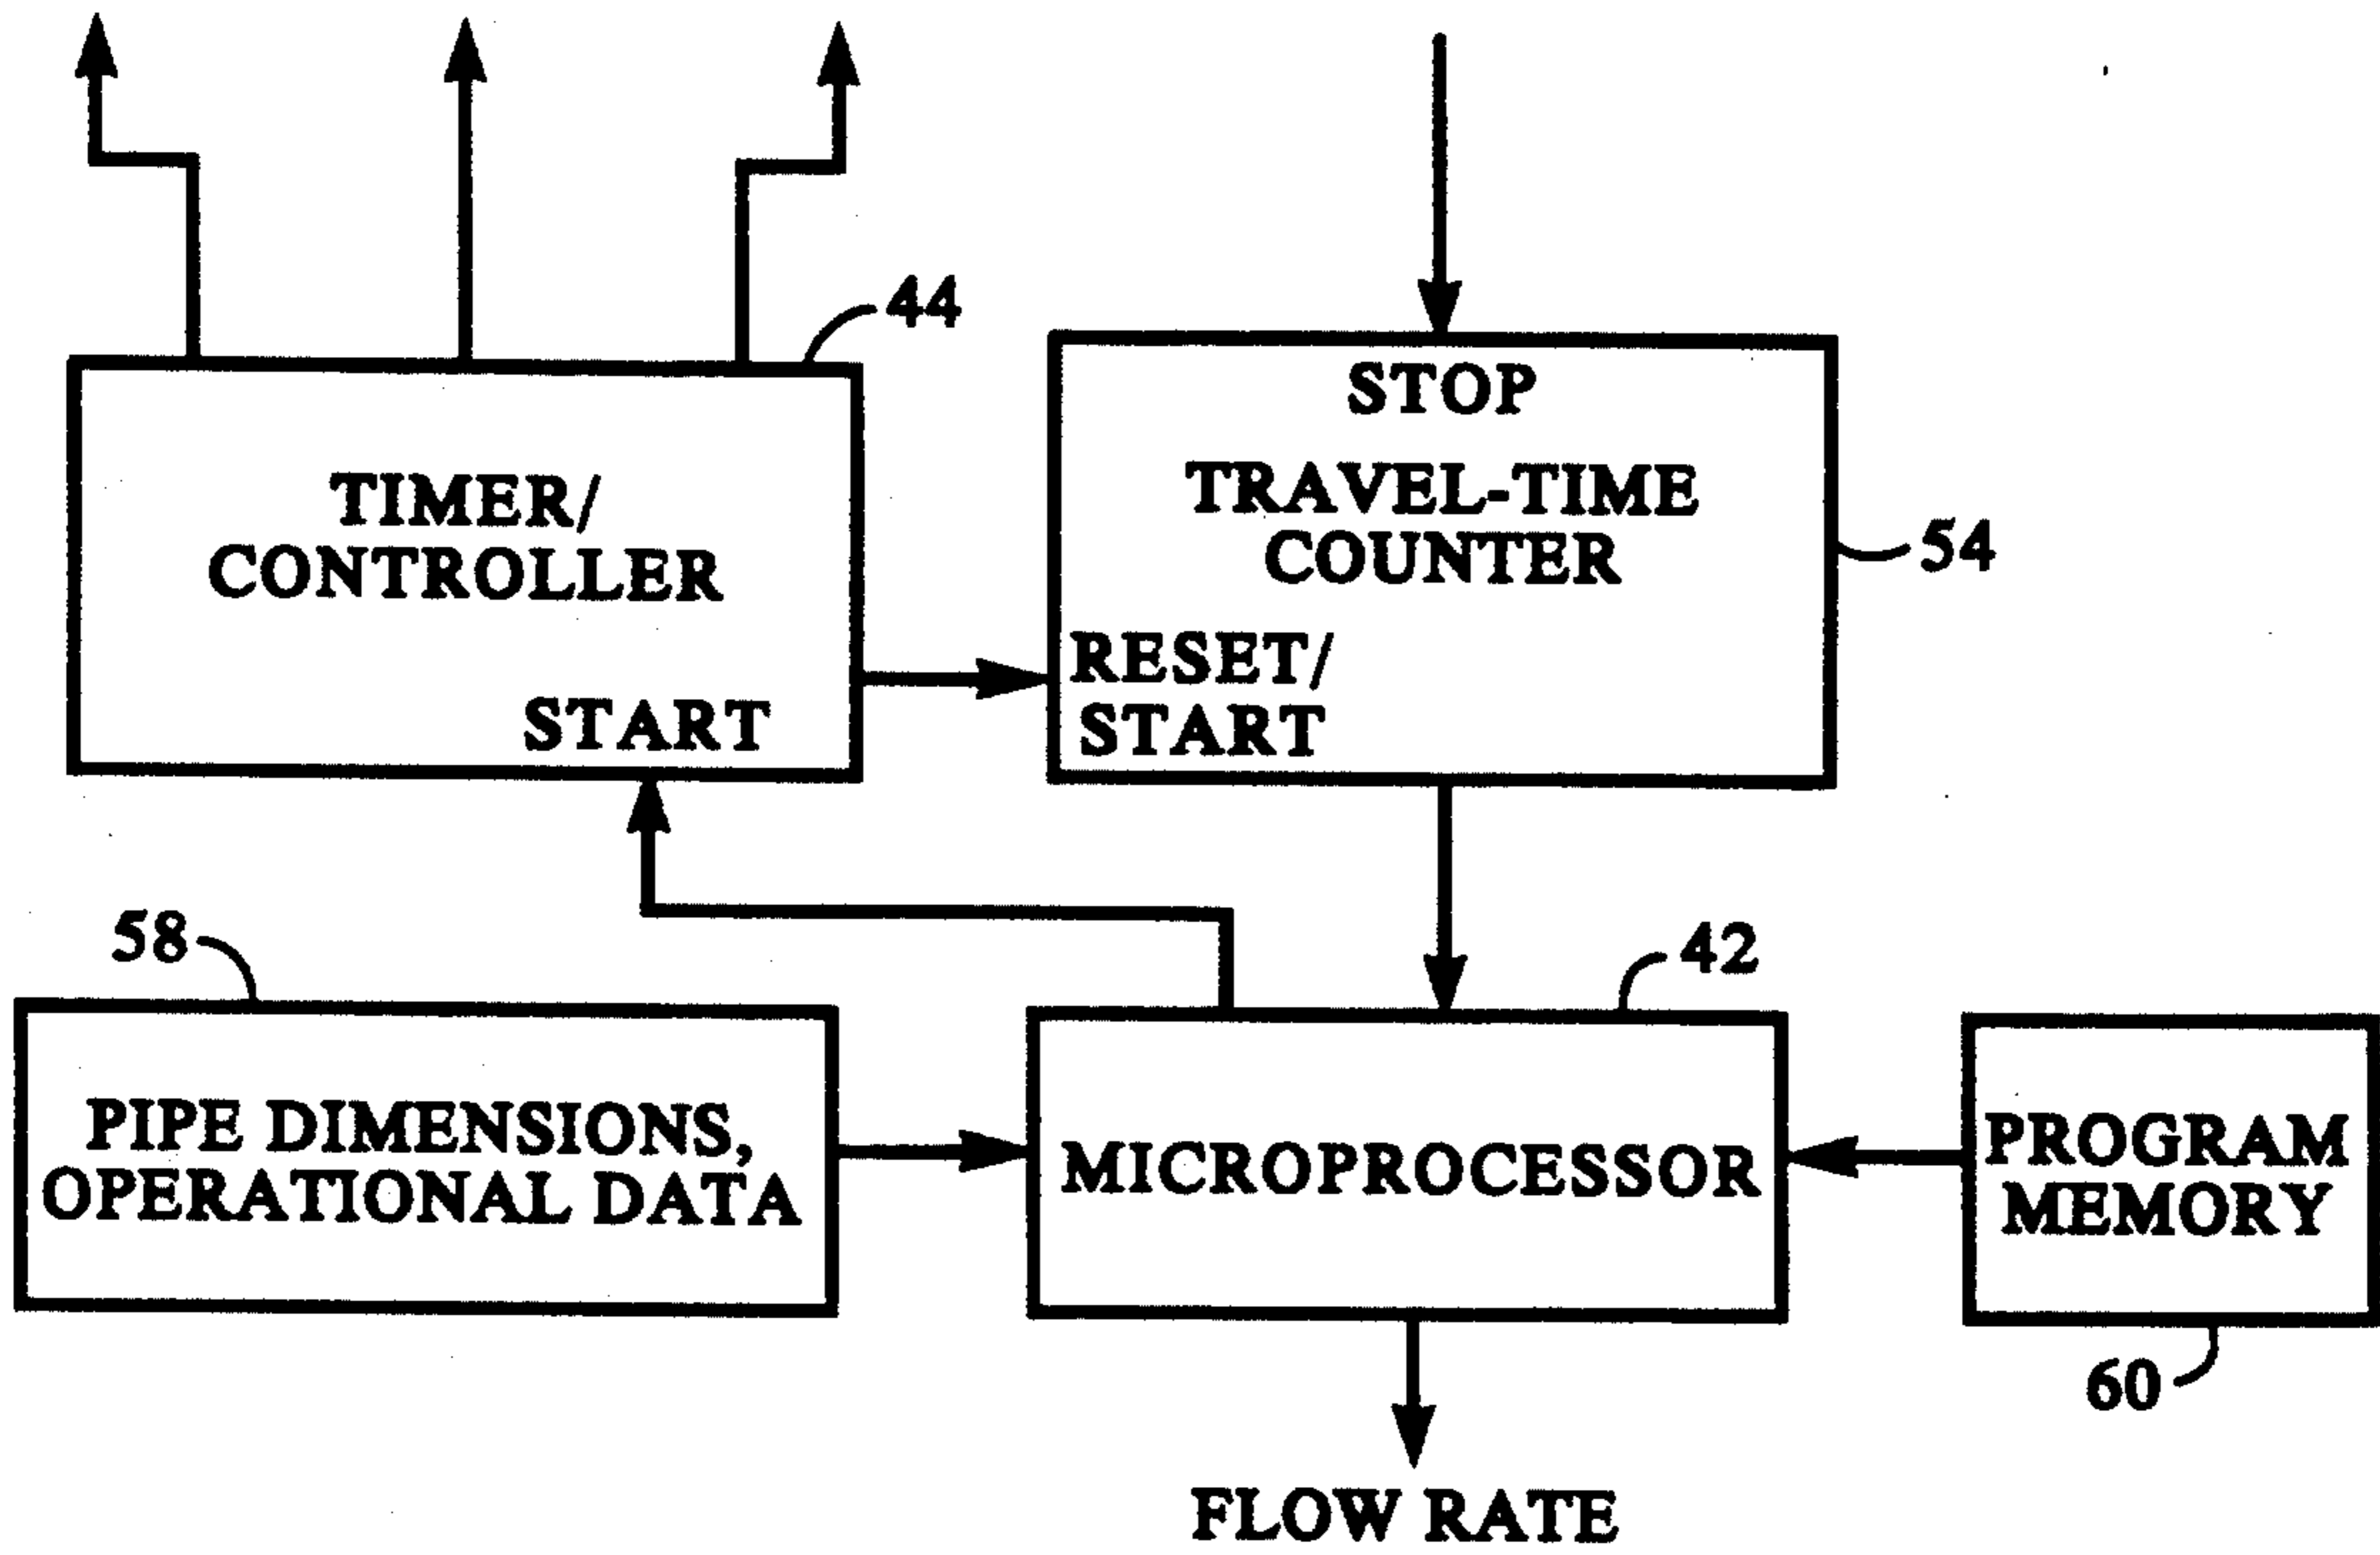 44
STOP
TIMER/
CONTROLLER
START
TRAVEL-TIME
COUNTER
54
RESET/
START
58
42
PIPE DIMENSIONS,
OPERATIONAL DATA
MICROPROCESSOR
PROGRAM
MEMORY
60
FLOW RATE